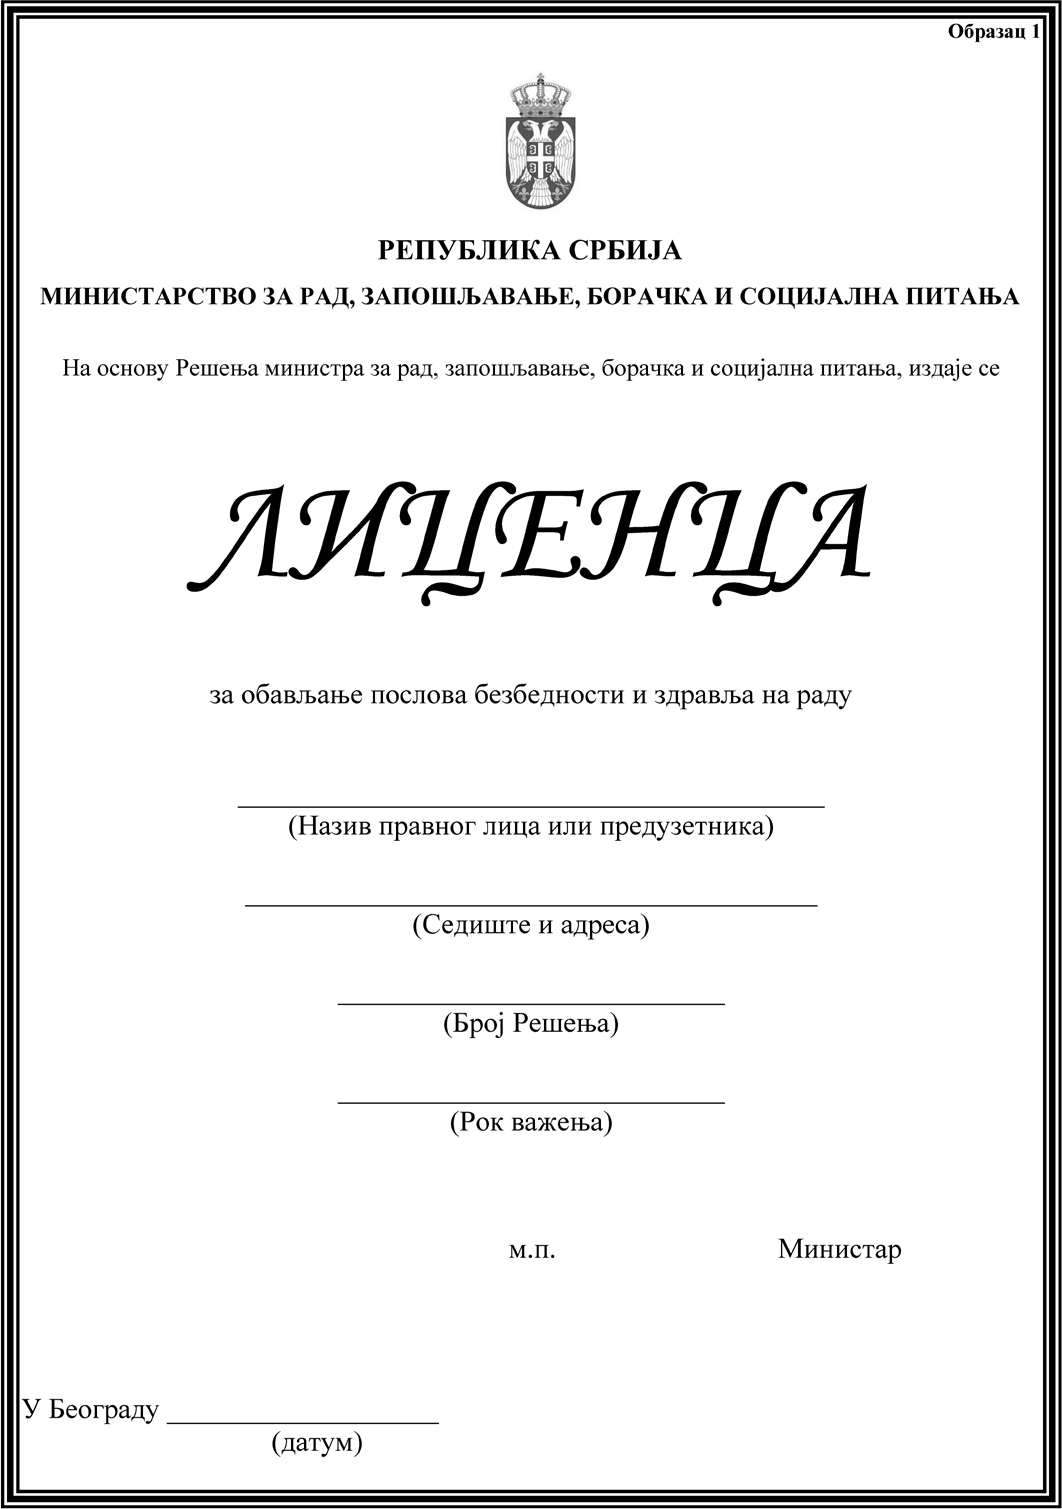 Образац 1
РЕПУБЛИКА СРБИЈА
МИНИСТАРСТВО ЗА РАД, ЗАПОШЉАВАЊЕ, БОРАЧКА И СОЦИЈАЛНА ПИТАЊА
На основу Решења министра за рад, запошљавање, борачка и социјална питања, издаје се
ЛИЦЕНЦА
за обављање послова безбедности и здравља на раду
(Назив правног лица или предузетника)
(Седиште и адреса)
(Број Решења)
(Рок важења)
м.п. Министар
У Београду ____________________
(датум)